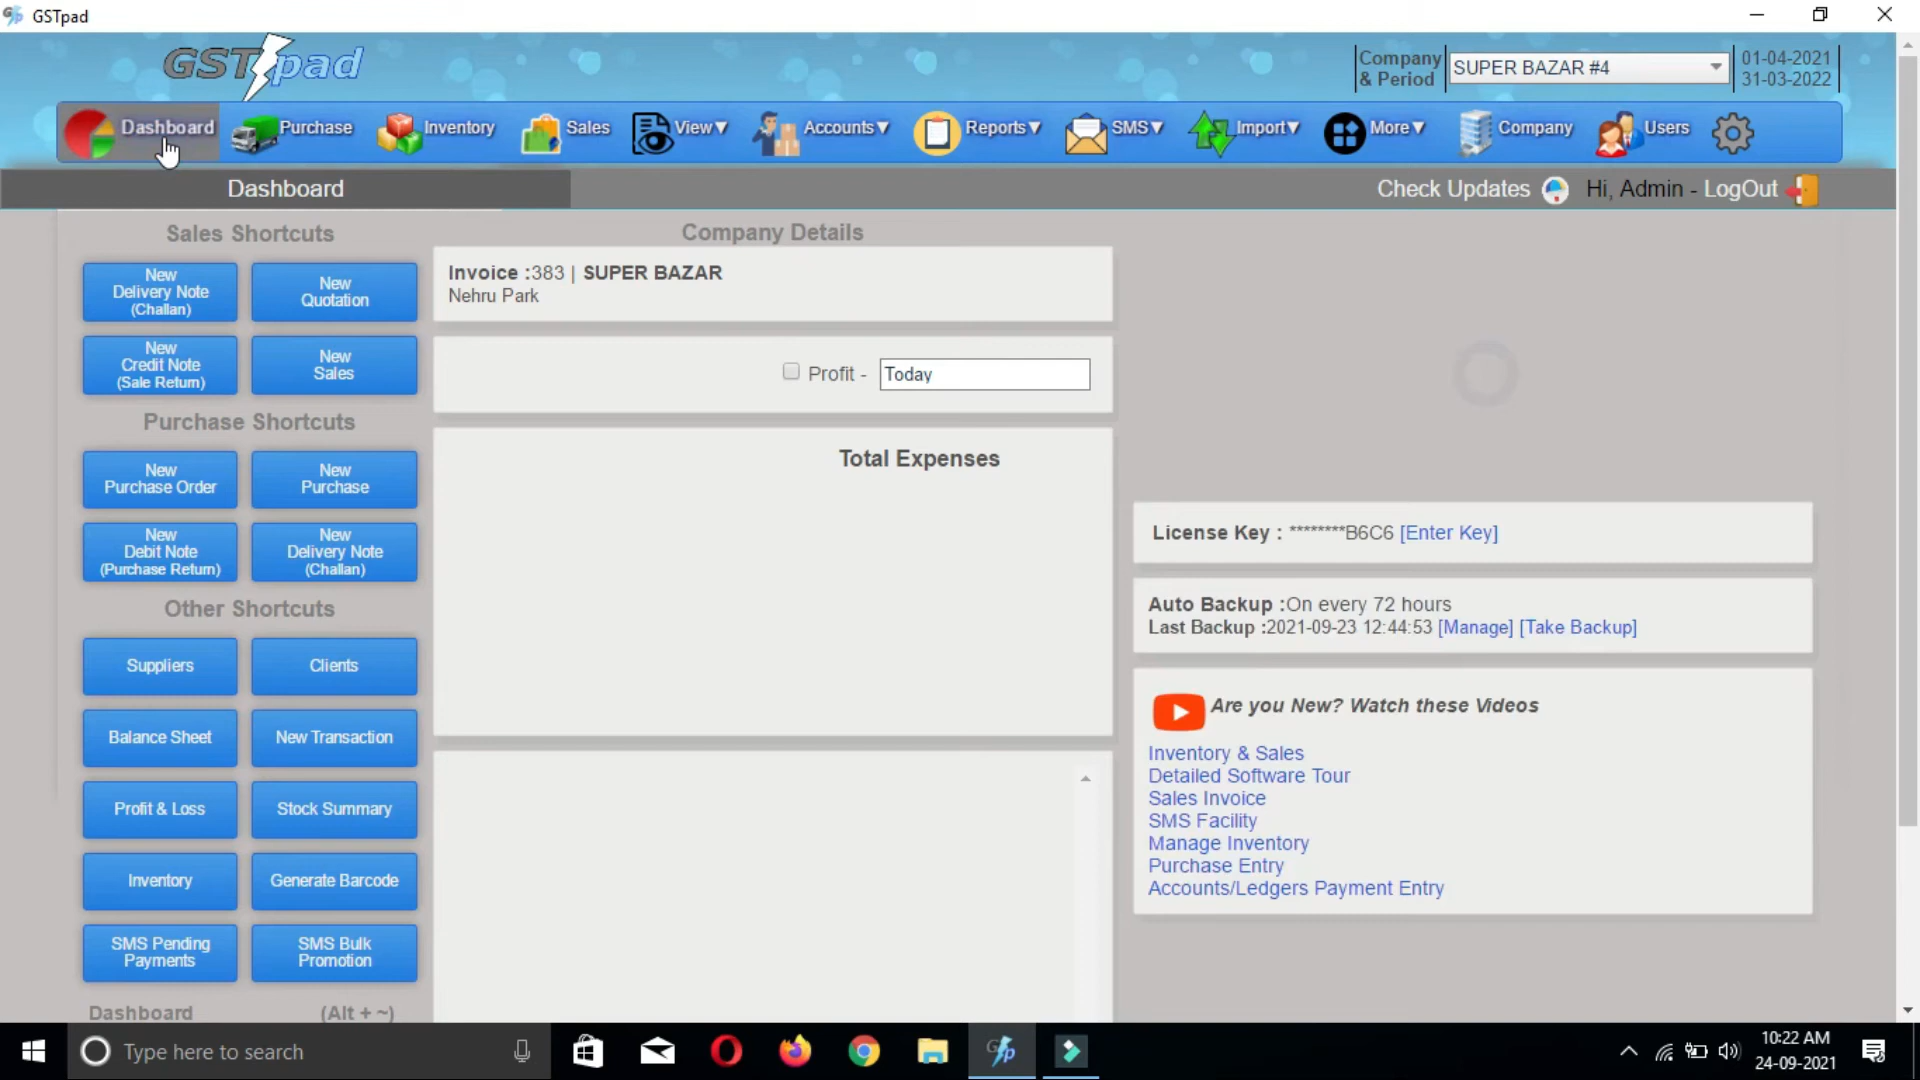 GSTpad
GST pad
Company
& Period
SUPER BAZAR #4
01-04-2021
31-03-2022
Dashboard
Purchase
Inventory
Sales
View▼
Accounts▼
Reports▼
SMS▼
Import▼
More▼
Company
Users
Dashboard
Check Updates
Hi, Admin - LogOut
Sales Shortcuts
New
Delivery Note
(Challan)
New
Quotation
New
Credit Note
(Sale Return)
New
Sales
Purchase Shortcuts
New
Purchase Order
New
Purchase
New
Debit Note
(Purchase Return)
New
Delivery Note
(Challan)
Other Shortcuts
Suppliers
Clients
Balance Sheet
New Transaction
Profit & Loss
Stock Summary
Inventory
Generate Barcode
SMS Pending
Payments
SMS Bulk
Promotion
Dashboard (Alt + ~)
Company Details
Invoice :383 | SUPER BAZAR
Nehru Park
Profit - Today
Total Expenses
License Key : ********B6C6 [Enter Key]
Auto Backup :On every 72 hours
Last Backup :2021-09-23 12:44:53 [Manage] [Take Backup]
Are you New? Watch these Videos
Inventory & Sales
Detailed Software Tour
Sales Invoice
SMS Facility
Manage Inventory
Purchase Entry
Accounts/Ledgers Payment Entry
Type here to search
10:22 AM
24-09-2021